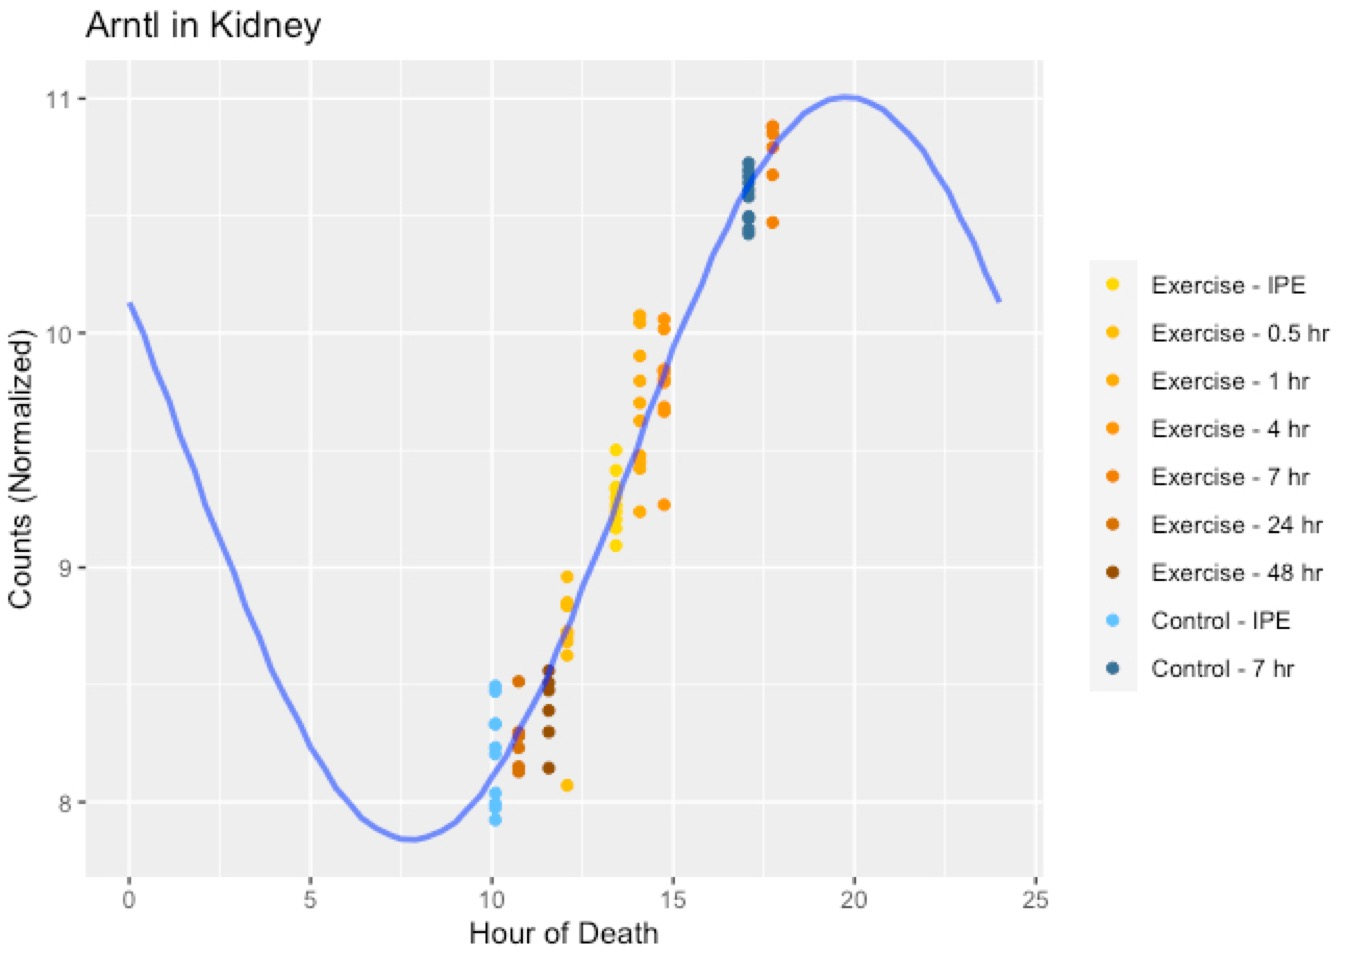 Arntl in Kidney
Counts (Normalized)
11
10
9
8
0 5 10 15 20 25
Hour of Death
Exercise - IPE
Exercise - 0.5 hr
Exercise - 1 hr
Exercise - 4 hr
Exercise - 7 hr
Exercise - 24 hr
Exercise - 48 hr
Control - IPE
Control - 7 hr